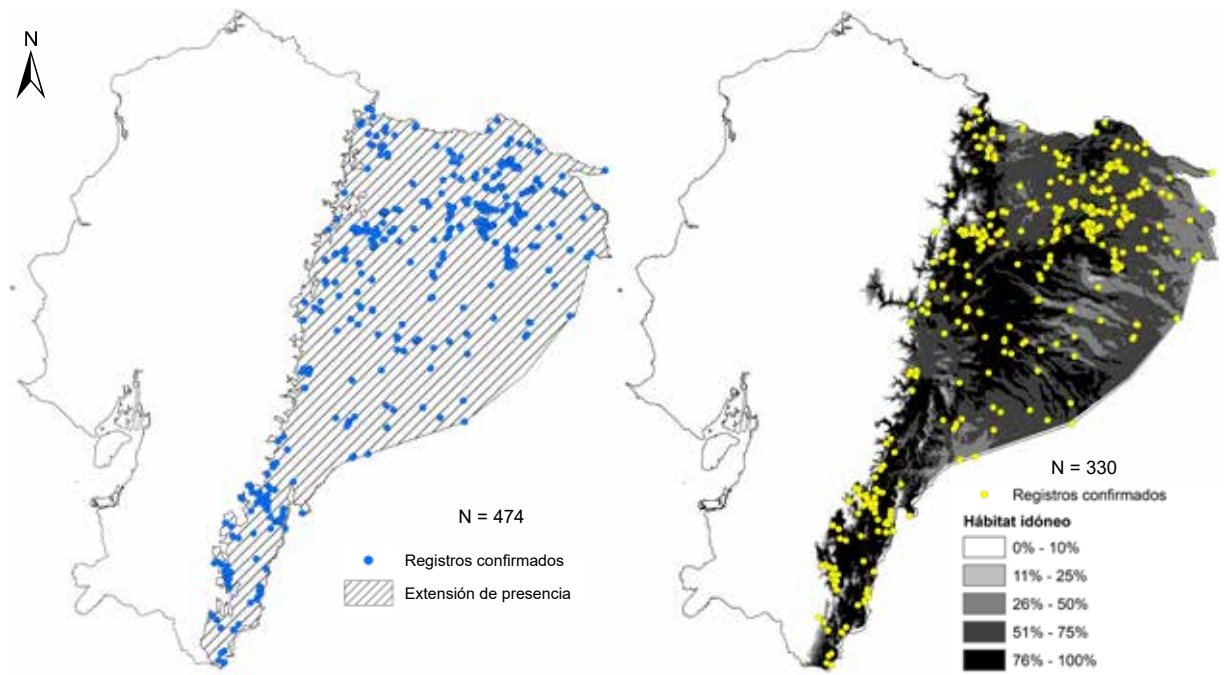 N
N = 474
Registros confirmados
Extensión de presencia
N = 330
Registros confirmados
Hábitat idóneo
0% - 10%
11% - 25%
26% - 50%
51% - 75%
76% - 100%